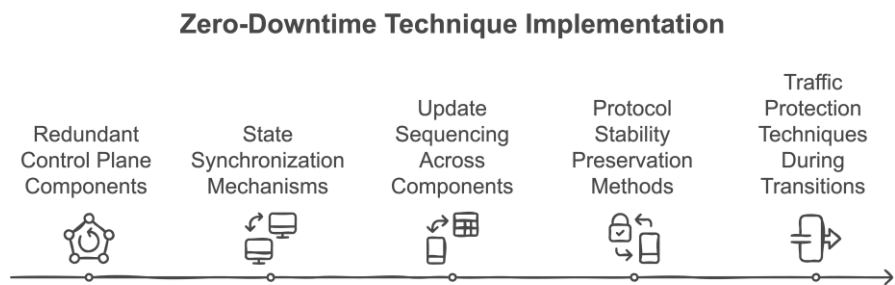 Zero-Downtime Technique Implementation
Redundant
Control Plane
Components
State
Synchronization
Mechanisms
Update
Sequencing
Across
Components
Protocol
Stability
Preservation
Methods
Traffic
Protection
Techniques
During
Transitions